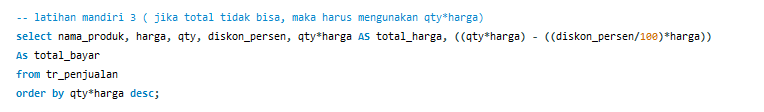 -- latihan mandiri 3 ( jika total tidak bisa, maka harus mengunakan qty*harga)
select nama_produk, harga, qty, diskon_persen, qty*harga AS total_harga, ((qty*harga) - ((diskon_persen/100)*harga))
As total_bayar
from tr_penjualan
order by qty*harga desc;